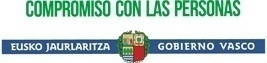 COMPROMISO CON LAS PERSONAS
EUSKO JAURLARITZA GOBIERNO VASCO